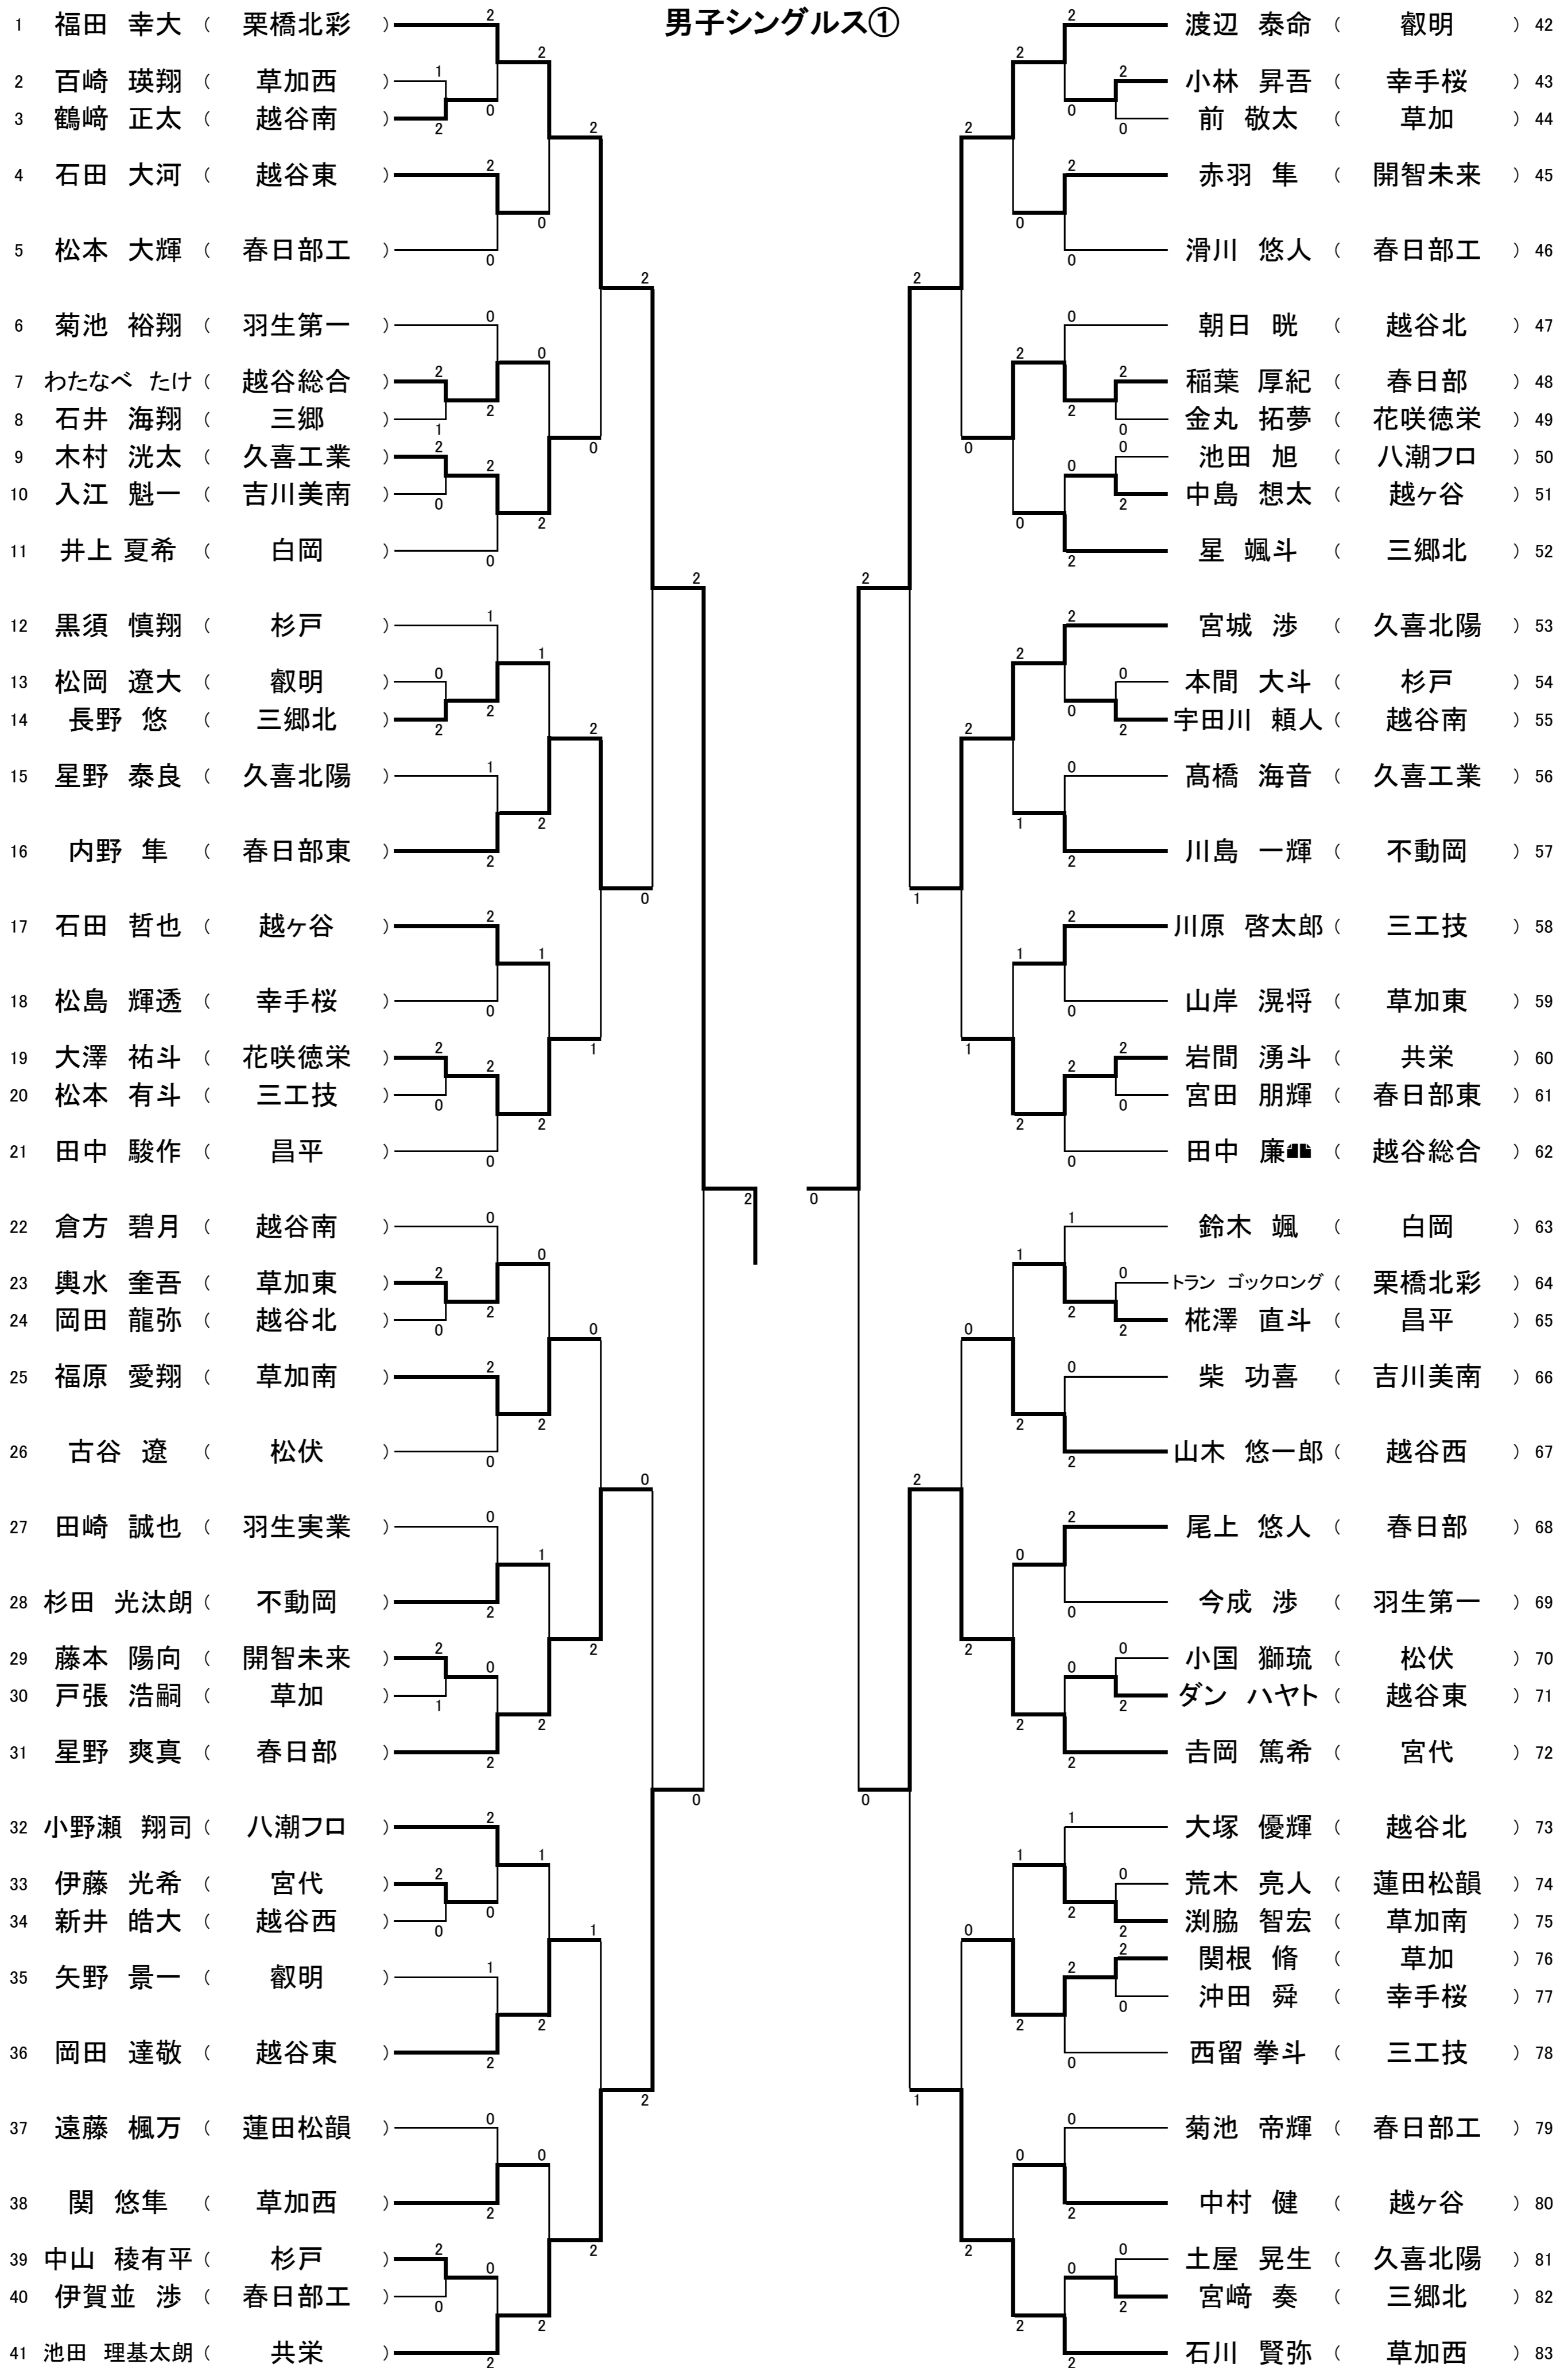 男子シングルス①
1 福田 幸大 ( 栗橋北彩 )
2 百崎 瑛翔 ( 草加西 )
3 鶴﨑 正太 ( 越谷南 )
4 石田 大河 ( 越谷東 )
5 松本 大輝 ( 春日部工 )
6 菊池 裕翔 ( 羽生第一 )
7 わたなべ たけ ( 越谷総合 )
8 石井 海翔 ( 三郷 )
9 木村 洸太 ( 久喜工業 )
10 入江 魁一 ( 吉川美南 )
11 井上 夏希 ( 白岡 )
12 黒須 慎翔 ( 杉戸 )
13 松岡 遼大 ( 叡明 )
14 長野 悠 ( 三郷北 )
15 星野 泰良 ( 久喜北陽 )
16 内野 隼 ( 春日部東 )
17 石田 哲也 ( 越ヶ谷 )
18 松島 輝透 ( 幸手桜 )
19 大澤 祐斗 ( 花咲徳栄 )
20 松本 有斗 ( 三工技 )
21 田中 駿作 ( 昌平 )
22 倉方 碧月 ( 越谷南 )
23 輿水 奎吾 ( 草加東 )
24 岡田 龍弥 ( 越谷北 )
25 福原 愛翔 ( 草加南 )
26 古谷 遼 ( 松伏 )
27 田崎 誠也 ( 羽生実業 )
28 杉田 光汰朗 ( 不動岡 )
29 藤本 陽向 ( 開智未来 )
30 戸張 浩嗣 ( 草加 )
31 星野 爽真 ( 春日部 )
32 小野瀬 翔司 ( 八潮フロ )
33 伊藤 光希 ( 宮代 )
34 新井 皓大 ( 越谷西 )
35 矢野 景一 ( 叡明 )
36 岡田 達敬 ( 越谷東 )
37 遠藤 楓万 ( 蓮田松韻 )
38 関 悠隼 ( 草加西 )
39 中山 稜有平 ( 杉戸 )
40 伊賀並 渉 ( 春日部工 )
41 池田 理基太朗 ( 共栄 )
渡辺 泰命 ( 叡明 ) 42
小林 昇吾 ( 幸手桜 ) 43
前 敬太 ( 草加 ) 44
赤羽 隼 ( 開智未来 ) 45
滑川 悠人 ( 春日部工 ) 46
朝日 晄 ( 越谷北 ) 47
稲葉 厚紀 ( 春日部 ) 48
金丸 拓夢 ( 花咲徳栄 ) 49
池田 旭 ( 八潮フロ ) 50
中島 想太 ( 越ヶ谷 ) 51
星 颯斗 ( 三郷北 ) 52
宮城 渉 ( 久喜北陽 ) 53
本間 大斗 ( 杉戸 ) 54
宇田川 頼人 ( 越谷南 ) 55
髙橋 海音 ( 久喜工業 ) 56
川島 一輝 ( 不動岡 ) 57
川原 啓太郎 ( 三工技 ) 58
山岸 滉将 ( 草加東 ) 59
岩間 湧斗 ( 共栄 ) 60
宮田 朋輝 ( 春日部東 ) 61
田中 廉 ( 越谷総合 ) 62
鈴木 颯 ( 白岡 ) 63
トラン ゴックロング ( 栗橋北彩 ) 64
椛澤 直斗 ( 昌平 ) 65
柴 功喜 ( 吉川美南 ) 66
山木 悠一郎 ( 越谷西 ) 67
尾上 悠人 ( 春日部 ) 68
今成 渉 ( 羽生第一 ) 69
小国 獅琉 ( 松伏 ) 70
ダン ハヤト ( 越谷東 ) 71
𠮷岡 篤希 ( 宮代 ) 72
大塚 優輝 ( 越谷北 ) 73
荒木 亮人 ( 蓮田松韻 ) 74
渕脇 智宏 ( 草加南 ) 75
関根 脩 ( 草加 ) 76
沖田 舜 ( 幸手桜 ) 77
西留 拳斗 ( 三工技 ) 78
菊池 帝輝 ( 春日部工 ) 79
中村 健 ( 越ヶ谷 ) 80
土屋 晃生 ( 久喜北陽 ) 81
宮﨑 奏 ( 三郷北 ) 82
石川 賢弥 ( 草加西 ) 83